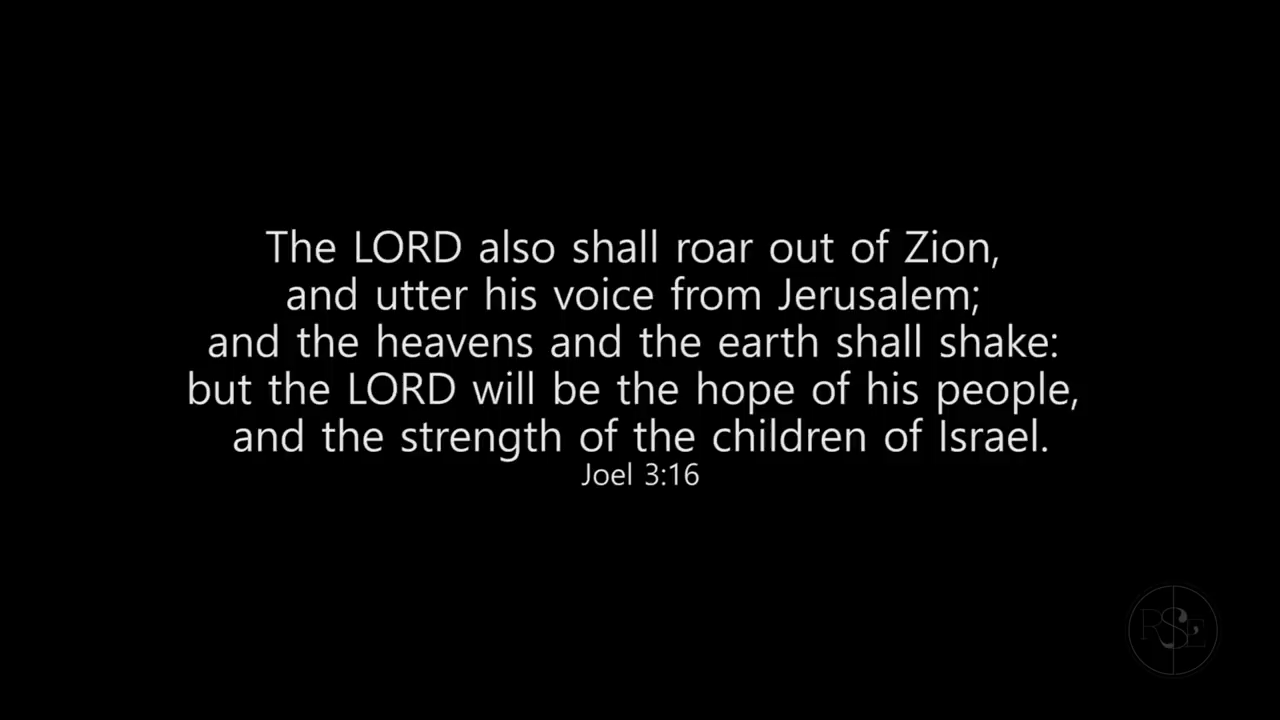 The LORD also shall roar out of Zion,
and utter his voice from Jerusalem;
and the heavens and the earth shall shake:
but the LORD will be the hope of his people,
and the strength of the children of Israel.
Joel 3:16
RSE